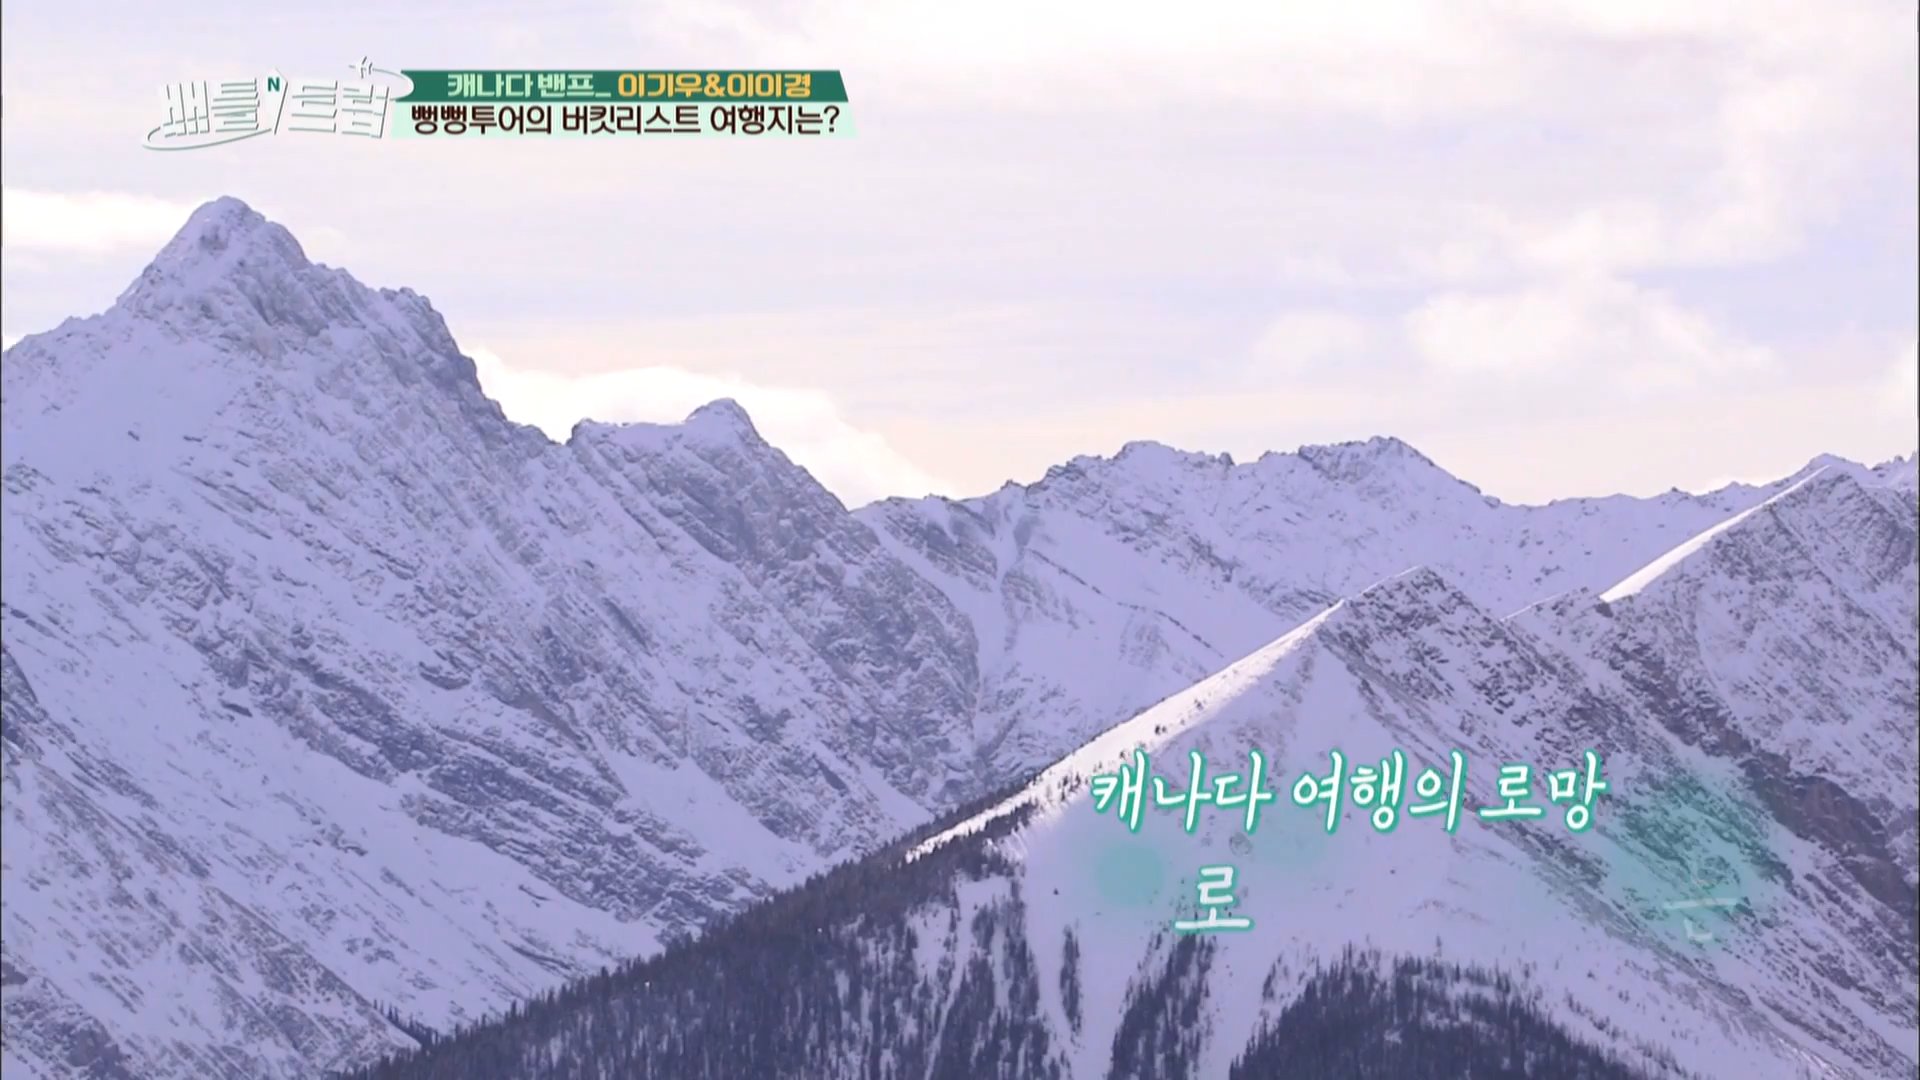 배틀N트립
캐나다 밴프_ 이기우&이이경
뻥뻥투어의 버킷리스트 여행지는?
캐나다 여행의 로망
로